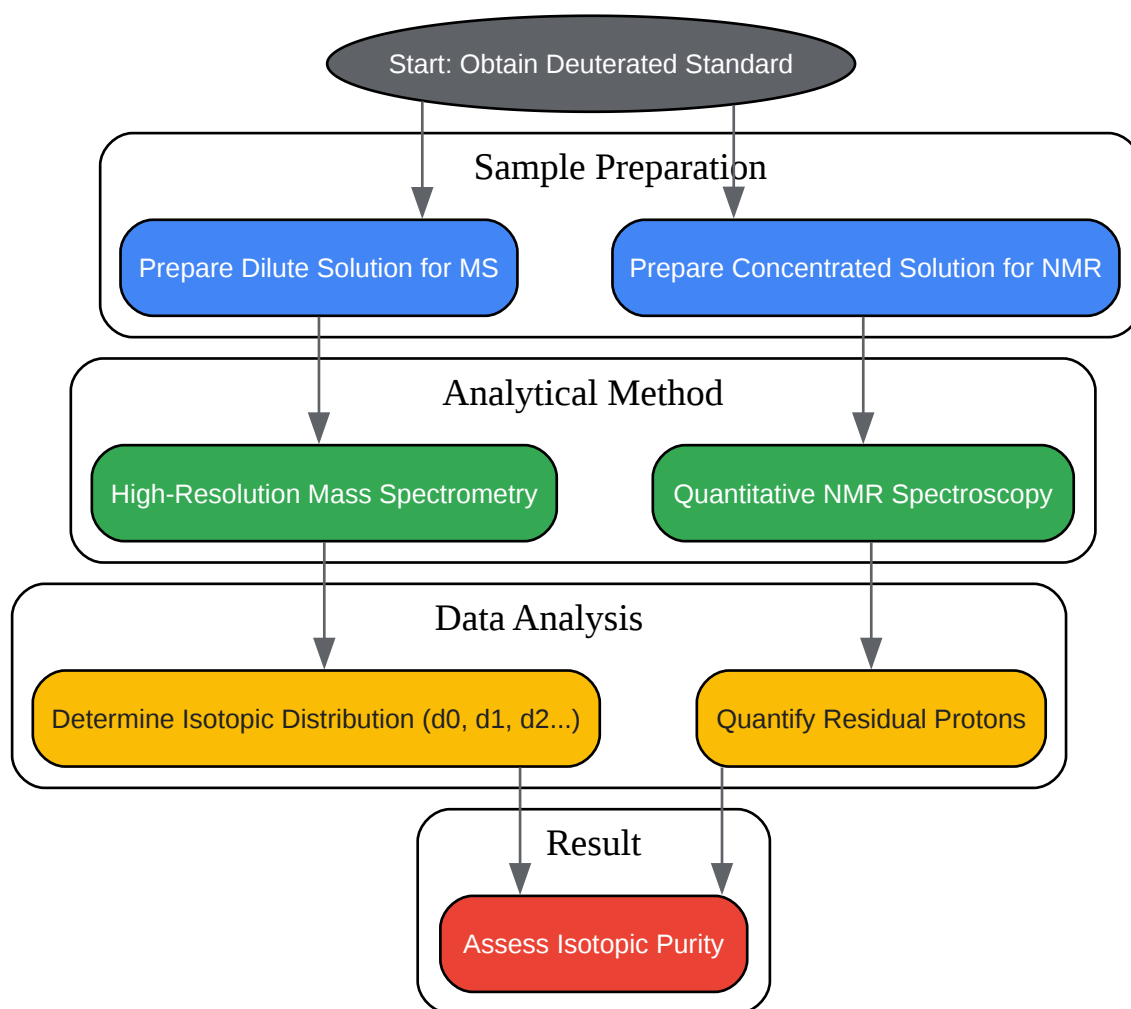 Start: Obtain Deuterated Standard
Sample Preparation
Prepare Dilute Solution for MS
Prepare Concentrated Solution for NMR
Analytical Method
High-Resolution Mass Spectrometry
Quantitative NMR Spectroscopy
Data Analysis
Determine Isotopic Distribution (d0, d1, d2...)
Quantify Residual Protons
Result
Assess Isotopic Purity